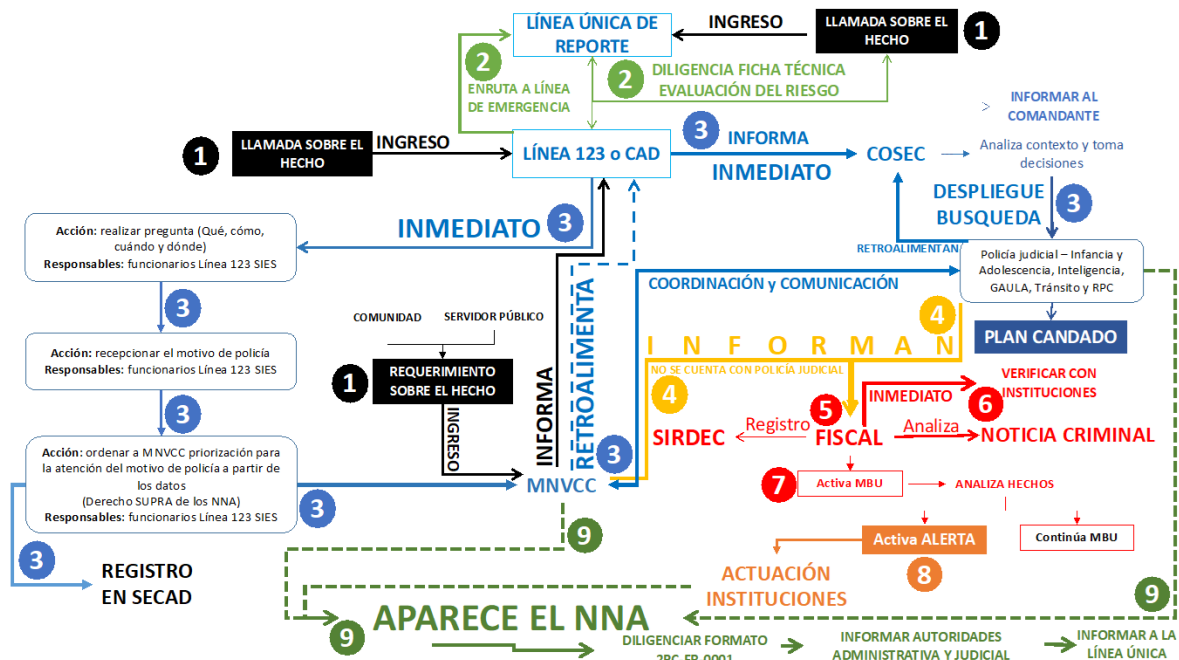 LÍNEA ÚNICA DE
REPORTE
INGRESO
LLAMADA SOBRE EL
HECHO
1
2
ENRUTA A LÍNEA
DE EMERGENCIA
2
DILIGENCIA FICHA TÉCNICA
EVALUACIÓN DEL RIESGO
1
LLAMADA SOBRE EL
HECHO
INGRESO
LÍNEA 123 o CAD
3
INFORMA
INMEDIATO
COSEC
INFORMAR AL
COMANDANTE
Analiza contexto y toma
decisiones
DESPLIEGUE
BUSQUEDA
3
INMEDIATO
3
Acción: realizar pregunta (Qué, cómo,
cuándo y dónde)
Responsables: funcionarios Línea 123 SIES
3
Acción: recepcionar el motivo de policía
Responsables: funcionarios Línea 123 SIES
3
Acción: ordenar a MNVCC priorización para
la atención del motivo de policía a partir de
los datos
(Derecho SUPRA de los NNA)
Responsables: funcionarios Línea 123 SIES
3
3
REGISTRO
EN SECAD
COMUNIDAD
SERVIDOR PÚBLICO
1
REQUERIMIENTO
SOBRE EL HECHO
INGRESO
INFORMA
RETROALIMENTA
3
MNVCC
RETROALIMENTAN
Policía judicial – Infancia y
Adolescencia, Inteligencia,
GAULA, Tránsito y RPC
COORDINACIÓN y COMUNICACIÓN
PLAN CANDADO
4
INFORMAN
NO SE CUENTA CON POLICÍA JUDICIAL
4
VERIFICAR CON
INSTITUCIONES
INMEDIATO
6
5
SIRDEC
Registro
FISCAL
Analiza
NOTICIA CRIMINAL
7
Activa MBU
ANALIZA HECHOS
Activa ALERTA
Continúa MBU
8
ACTUACIÓN
INSTITUCIONES
9
9
9
APARECE EL NNA
DILIGENCIAR FORMATO
2PC-FR-0001
INFORMAR AUTORIDADES
ADMINISTRATIVA Y JUDICIAL
INFORMAR A LA
LÍNEA ÚNICA